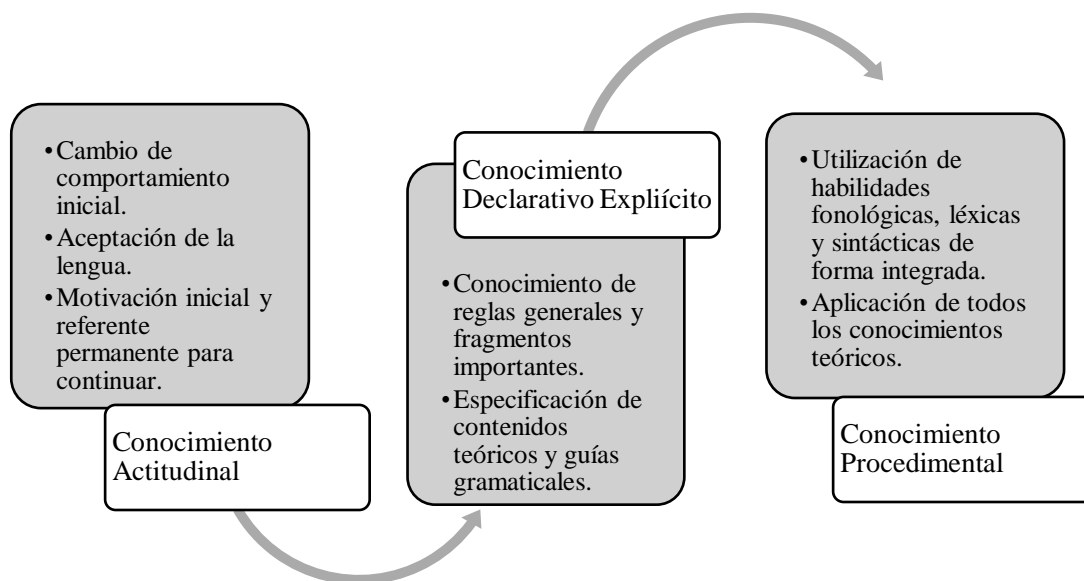 •Cambio de
comportamiento
inicial.
•Aceptación de la
lengua.
•Motivación inicial y
referente
permanente para
continuar.
Conocimiento
Actitudinal
Conocimiento
Declarativo Expliícito
•Conocimiento de
reglas generales y
fragmentos
importantes.
•Especificación de
contenidos
teóricos y guías
gramaticales.
•Utilización de
habilidades
fonológicas, léxicas
y sintácticas de
forma integrada.
•Aplicación de todos
los conocimientos
teóricos.
Conocimiento
Procedimental